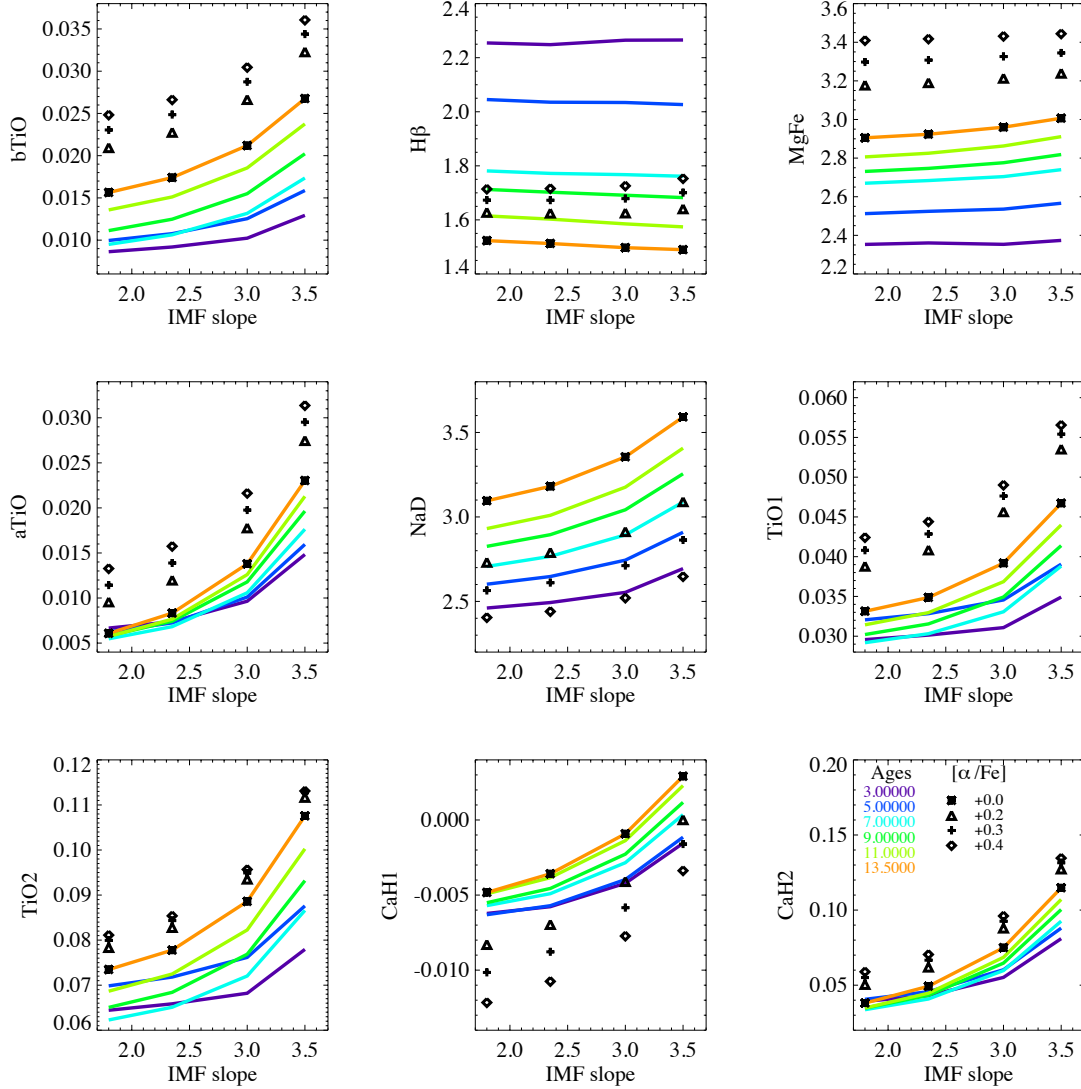 bTiO
0.035
0.030
0.025
0.020
0.015
0.010
2.0 2.5 3.0 3.5
IMF slope
Hβ
2.4
2.2
2.0
1.8
1.6
1.4
2.0 2.5 3.0 3.5
IMF slope
MgFe
3.6
3.4
3.2
3.0
2.8
2.6
2.4
2.2
2.0 2.5 3.0 3.5
IMF slope
aTiO
0.030
0.025
0.020
0.015
0.010
0.005
2.0 2.5 3.0 3.5
IMF slope
NaD
3.5
3.0
2.5
2.0 2.5 3.0 3.5
IMF slope
TiO1
0.060
0.055
0.050
0.045
0.040
0.035
0.030
2.0 2.5 3.0 3.5
IMF slope
TiO2
0.12
0.11
0.10
0.09
0.08
0.07
0.06
2.0 2.5 3.0 3.5
IMF slope
CaH1
0.000
-0.005
-0.010
2.0 2.5 3.0 3.5
IMF slope
CaH2
0.20
0.15
0.10
0.05
0.00
2.0 2.5 3.0 3.5
IMF slope
Ages
3.00000
5.00000
7.00000
9.00000
11.0000
13.5000
[α/Fe]
+0.0
+0.2
+0.3
+0.4